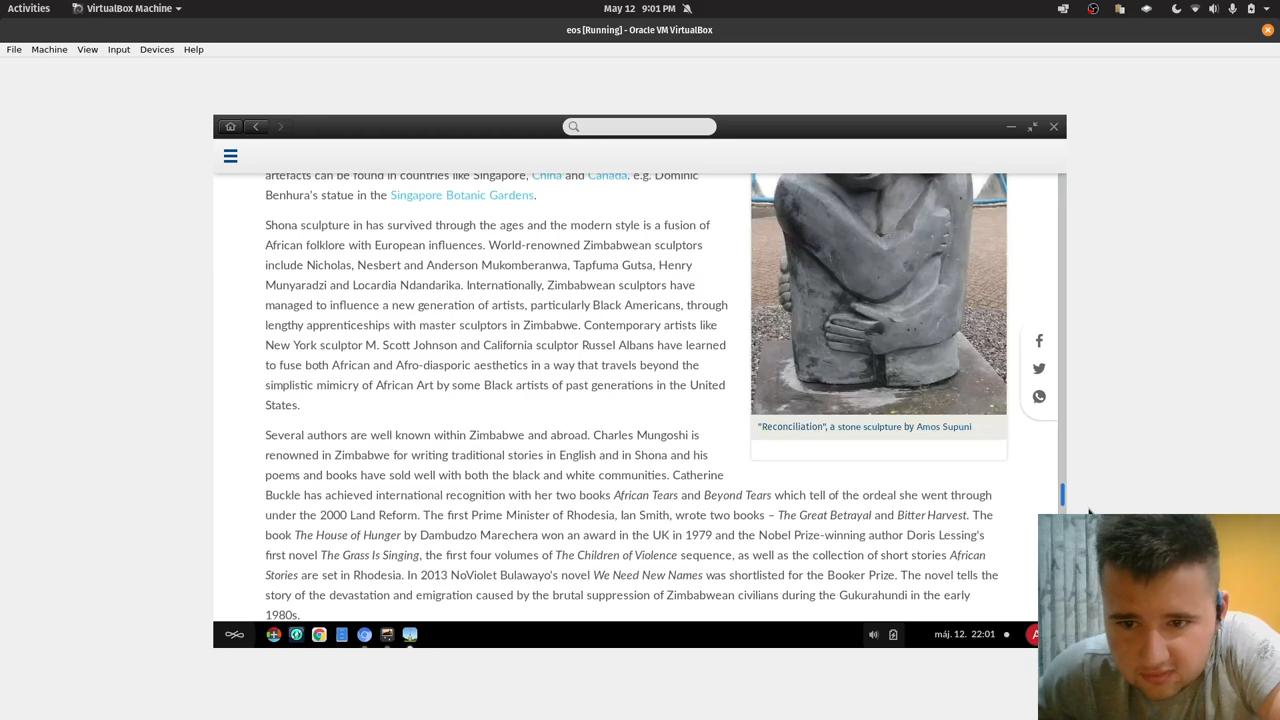 Activities
VirtualBox Machine
May 12 9:01 PM
eos [Running] - Oracle VM VirtualBox
File Machine View Input Devices Help
artefacts can be found in countries like Singapore, China and Canada. e.g. Dominic
Benhura's statue in the Singapore Botanic Gardens.
Shona sculpture in has survived through the ages and the modern style is a fusion of
African folklore with European influences. World-renowned Zimbabwean sculptors
include Nicholas, Nesbert and Anderson Mukomberanwa, Tapfuma Gutsa, Henry
Munyaradzi and Locardia Ndandarika. Internationally, Zimbabwean sculptors have
managed to influence a new generation of artists, particularly Black Americans, through
lengthy apprenticeships with master sculptors in Zimbabwe. Contemporary artists like
New York sculptor M. Scott Johnson and California sculptor Russel Albans have learned
to fuse both African and Afro-diasporic aesthetics in a way that travels beyond the
simplistic mimicry of African Art by some Black artists of past generations in the United
States.
"Reconciliation", a stone sculpture by Amos Supuni
Several authors are well known within Zimbabwe and abroad. Charles Mungoshi is
renowned in Zimbabwe for writing traditional stories in English and in Shona and his
poems and books have sold well with both the black and white communities. Catherine
Buckle has achieved international recognition with her two books African Tears and Beyond Tears which tell of the ordeal she went through
under the 2000 Land Reform. The first Prime Minister of Rhodesia, Ian Smith, wrote two books – The Great Betrayal and Bitter Harvest. The
book The House of Hunger by Dambudzo Marechera won an award in the UK in 1979 and the Nobel Prize-winning author Doris Lessing's
first novel The Grass Is Singing, the first four volumes of The Children of Violence sequence, as well as the collection of short stories African
Stories are set in Rhodesia. In 2013 NoViolet Bulawayo's novel We Need New Names was shortlisted for the Booker Prize. The novel tells the
story of the devastation and emigration caused by the brutal suppression of Zimbabwean civilians during the Gukurahundi in the early
1980s.
máj. 12. 22:01